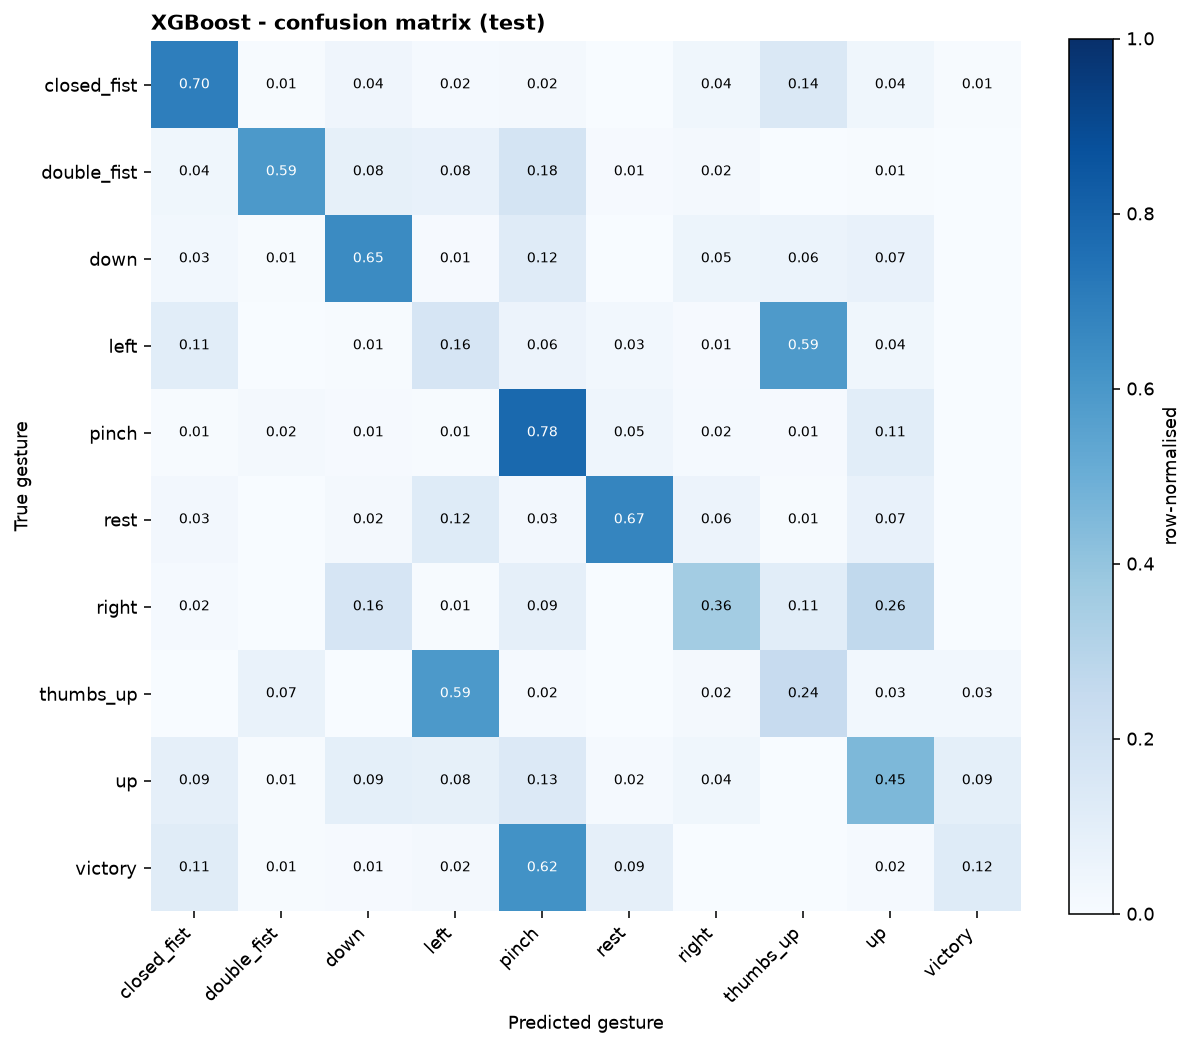 XGBoost - confusion matrix (test)
True gesture
closed_fist 0.70 0.01 0.04 0.02 0.02 0.04 0.14 0.04 0.01
double_fist 0.04 0.59 0.08 0.08 0.18 0.01 0.02 0.01
down 0.03 0.01 0.65 0.01 0.12 0.05 0.06 0.07
left 0.11 0.01 0.16 0.06 0.03 0.01 0.59 0.04
pinch 0.01 0.02 0.01 0.01 0.78 0.05 0.02 0.01 0.11
rest 0.03 0.02 0.12 0.03 0.67 0.06 0.01 0.07
right 0.02 0.16 0.01 0.09 0.36 0.11 0.26
thumbs_up 0.07 0.59 0.02 0.02 0.24 0.03 0.03
up 0.09 0.01 0.09 0.08 0.13 0.02 0.04 0.45 0.09
victory 0.11 0.01 0.01 0.02 0.62 0.09 0.02 0.12
closed_fist double_fist down left pinch rest right thumbs_up up victory
Predicted gesture
1.0
0.8
0.6
0.4
0.2
0.0
row-normalised